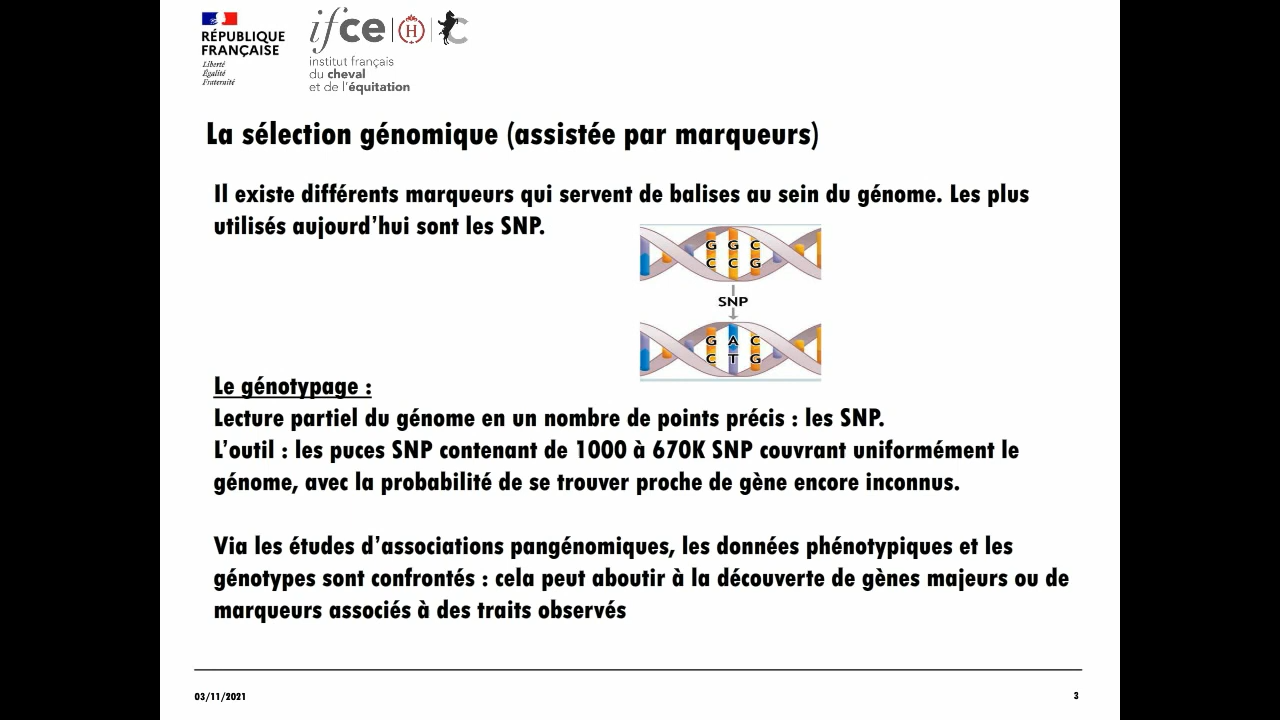 RÉPUBLIQUE
FRANÇAISE
Liberté
Égalité
Fraternité
ifce H
institut français
du cheval
et de l'équitation
La sélection génomique (assistée par marqueurs)
Il existe différents marqueurs qui servent de balises au sein du génome. Les plus
utilisés aujourd'hui sont les SNP.
G G C
C C G
SNP
G A C
C T G
Le génotypage :
Lecture partiel du génome en un nombre de points précis : les SNP.
L'outil : les puces SNP contenant de 1000 à 670K SNP couvrant uniformément le
génome, avec la probabilité de se trouver proche de gène encore inconnus.
Via les études d'associations pangénomiques, les données phénotypiques et les
génotypes sont confrontés : cela peut aboutir à la découverte de gènes majeurs ou de
marqueurs associés à des traits observés
03/11/2021
3